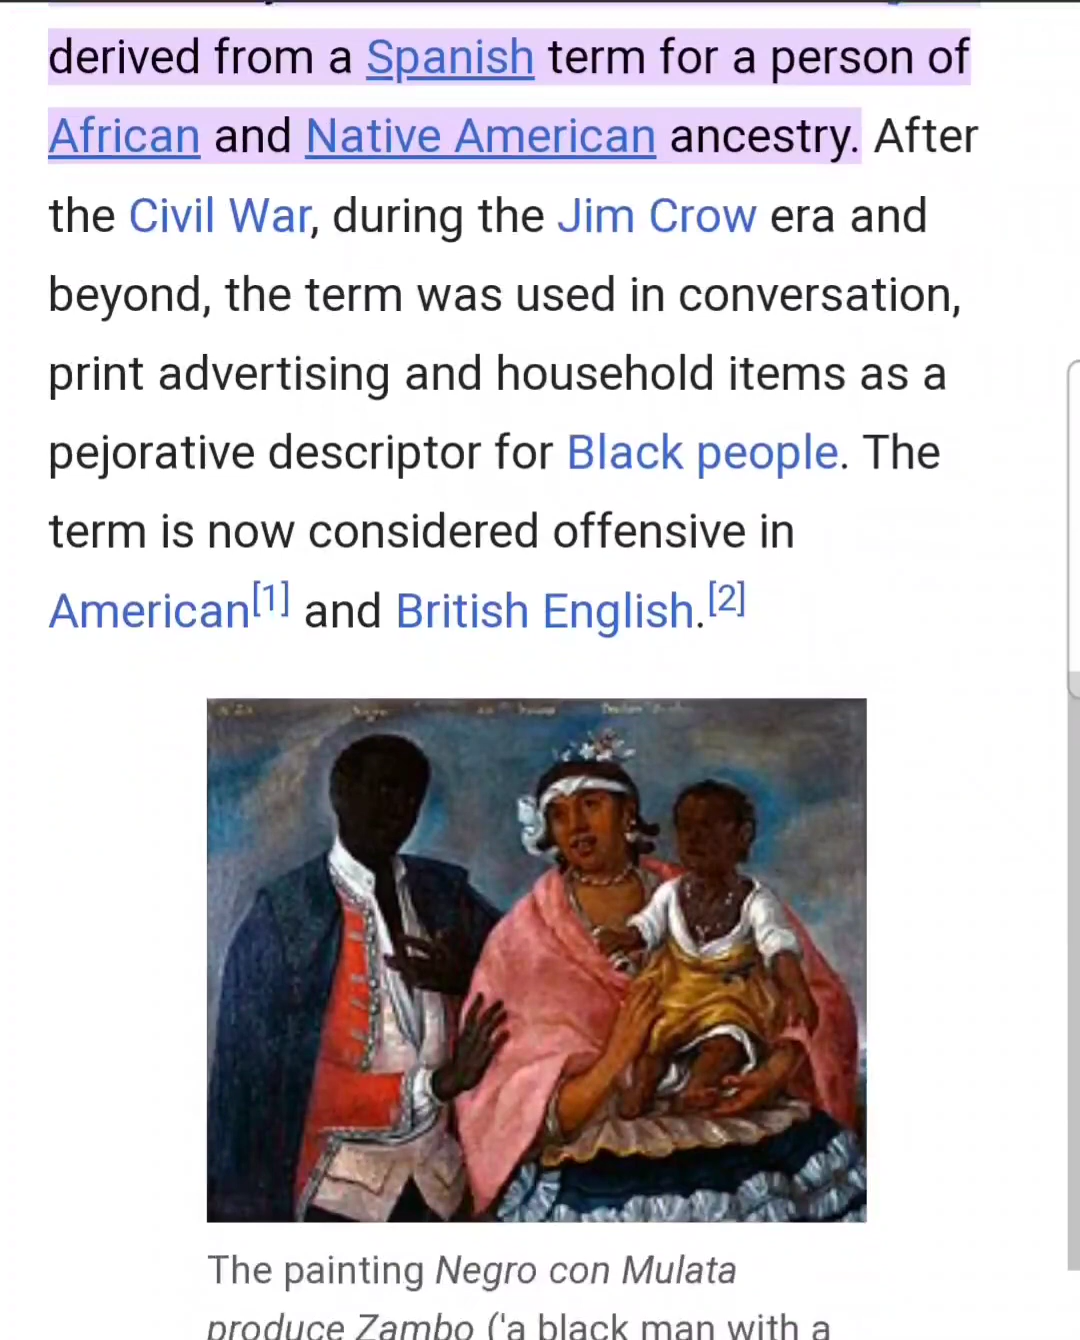 derived from a Spanish term for a person of
African and Native American ancestry. After
the Civil War, during the Jim Crow era and
beyond, the term was used in conversation,
print advertising and household items as a
pejorative descriptor for Black people. The
term is now considered offensive in
American[1] and British English.[2]
The painting Negro con Mulata
produce Zambo ('a black man with a